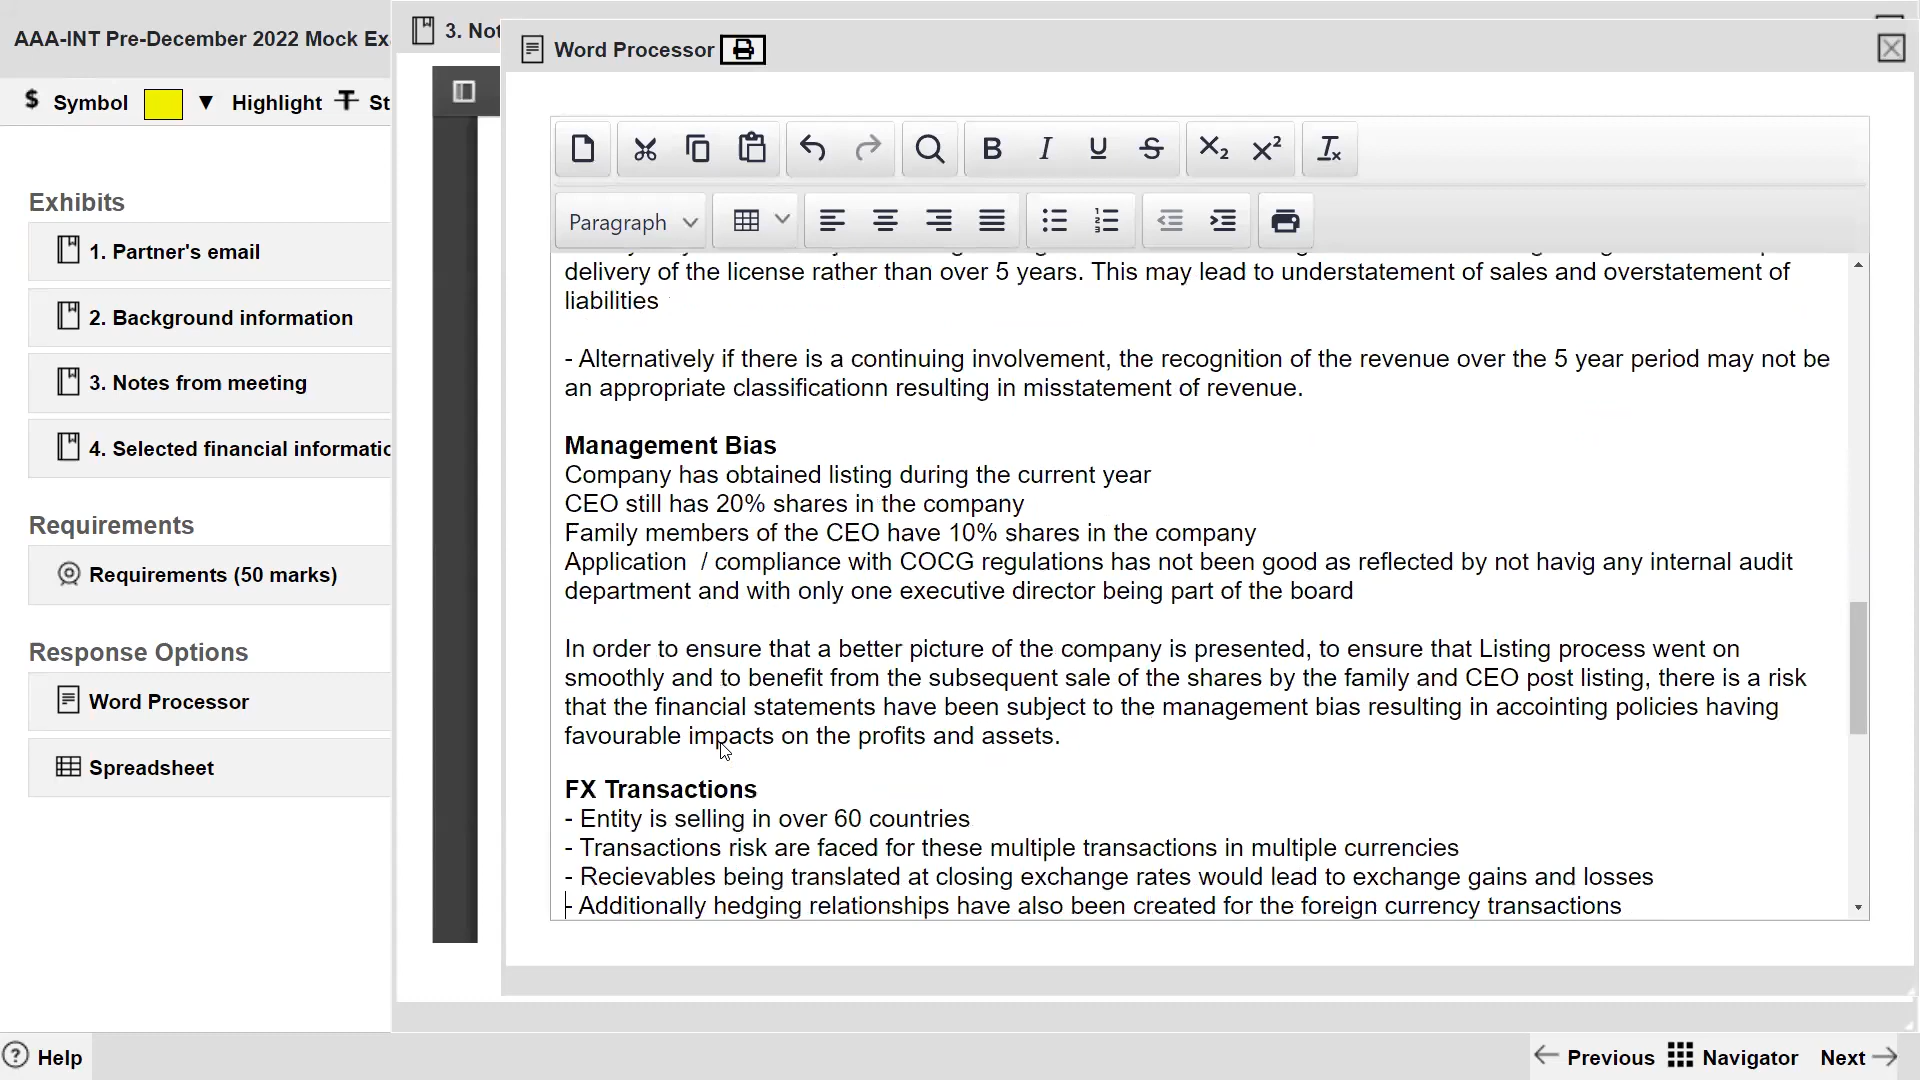 AAA-INT Pre-December 2022 Mock Ex
3. Not
Word Processor
$ Symbol
Highlight
St
Exhibits
1. Partner's email
2. Background information
3. Notes from meeting
4. Selected financial informatio
Requirements
Requirements (50 marks)
Response Options
Word Processor
Spreadsheet
Paragraph
delivery of the license rather than over 5 years. This may lead to understatement of sales and overstatement of
liabilities
- Alternatively if there is a continuing involvement, the recognition of the revenue over the 5 year period may not be
an appropriate classificationn resulting in misstatement of revenue.
Management Bias
Company has obtained listing during the current year
CEO still has 20% shares in the company
Family members of the CEO have 10% shares in the company
Application / compliance with COCG regulations has not been good as reflected by not havig any internal audit
department and with only one executive director being part of the board
In order to ensure that a better picture of the company is presented, to ensure that Listing process went on
smoothly and to benefit from the subsequent sale of the shares by the family and CEO post listing, there is a risk
that the financial statements have been subject to the management bias resulting in accointing policies having
favourable impacts on the profits and assets.
FX Transactions
- Entity is selling in over 60 countries
- Transactions risk are faced for these multiple transactions in multiple currencies
- Recievables being translated at closing exchange rates would lead to exchange gains and losses
- Additionally hedging relationships have also been created for the foreign currency transactions
Help
Previous
Navigator
Next